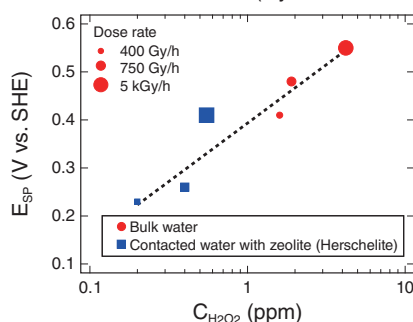 0.6
0.5
0.4
0.3
0.2
0.1
E_SP (V vs. SHE)
Dose rate
400 Gy/h
750 Gy/h
5 kGy/h
Bulk water
Contacted water with zeolite (Herschelite)
0.1
1
10
C_H2O2 (ppm)